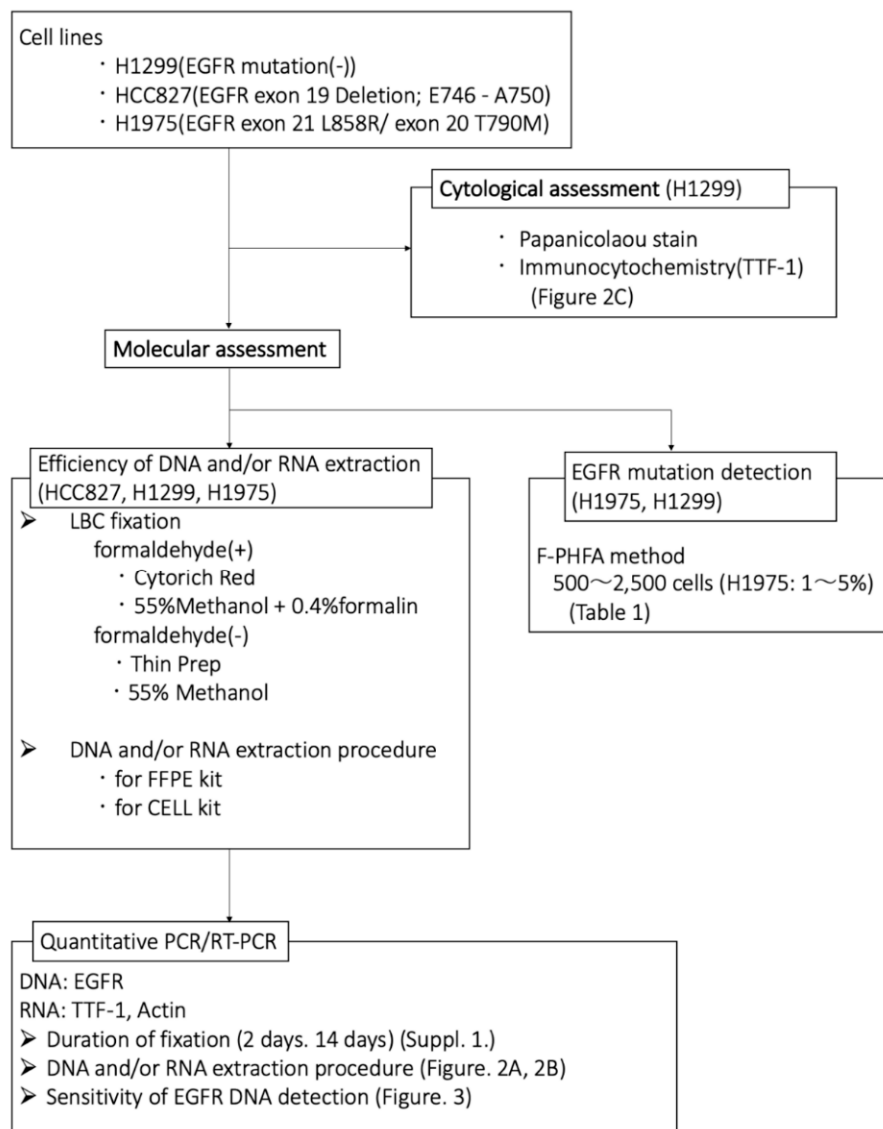 Cell lines
・H1299(EGFR mutation(-))
・HCC827(EGFR exon 19 Deletion; E746 - A750)
・H1975(EGFR exon 21 L858R/ exon 20 T790M)
Cytological assessment (H1299)
・Papanicolaou stain
・Immunocytochemistry(TTF-1)
(Figure 2C)
Molecular assessment
Efficiency of DNA and/or RNA extraction
(HCC827, H1299, H1975)
➢ LBC fixation
formaldehyde(+)
・Cytorich Red
・55%Methanol + 0.4%formalin
formaldehyde(-)
・Thin Prep
・55% Methanol
➢ DNA and/or RNA extraction procedure
・for FFPE kit
・for CELL kit
EGFR mutation detection
(H1975, H1299)
F-PHFA method
500～2,500 cells (H1975: 1～5%)
(Table 1)
Quantitative PCR/RT-PCR
DNA: EGFR
RNA: TTF-1, Actin
➢ Duration of fixation (2 days. 14 days) (Suppl. 1.)
➢ DNA and/or RNA extraction procedure (Figure. 2A, 2B)
➢ Sensitivity of EGFR DNA detection (Figure. 3)